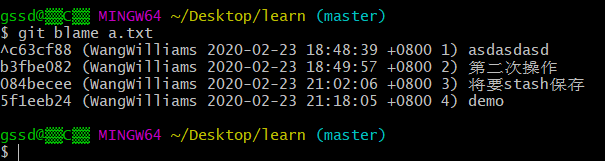 gssd@▒▒C▒▒ MINGW64 ~/Desktop/learn (master)
$ git blame a.txt
^c63cf88 (WangWilliams 2020-02-23 18:48:39 +0800 1) asdasdasd
b3fbe082 (WangWilliams 2020-02-23 18:49:57 +0800 2) 第二次操作
084becee (WangWilliams 2020-02-23 21:02:06 +0800 3) 将要stash保存
5f1eeb24 (WangWilliams 2020-02-23 21:18:05 +0800 4) demo
gssd@▒▒C▒▒ MINGW64 ~/Desktop/learn (master)
$